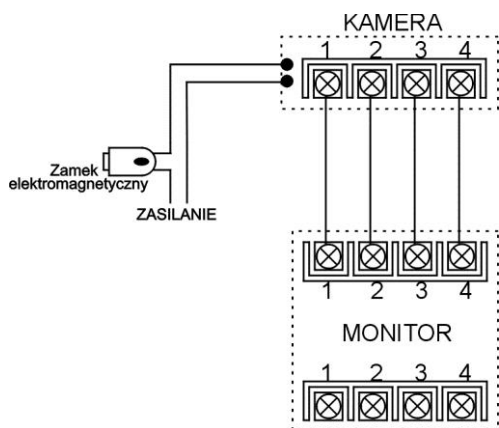 KAMERA
1 2 3 4
Zamek
elektromagnetyczny
ZASILANIE
1 2 3 4
MONITOR
1 2 3 4